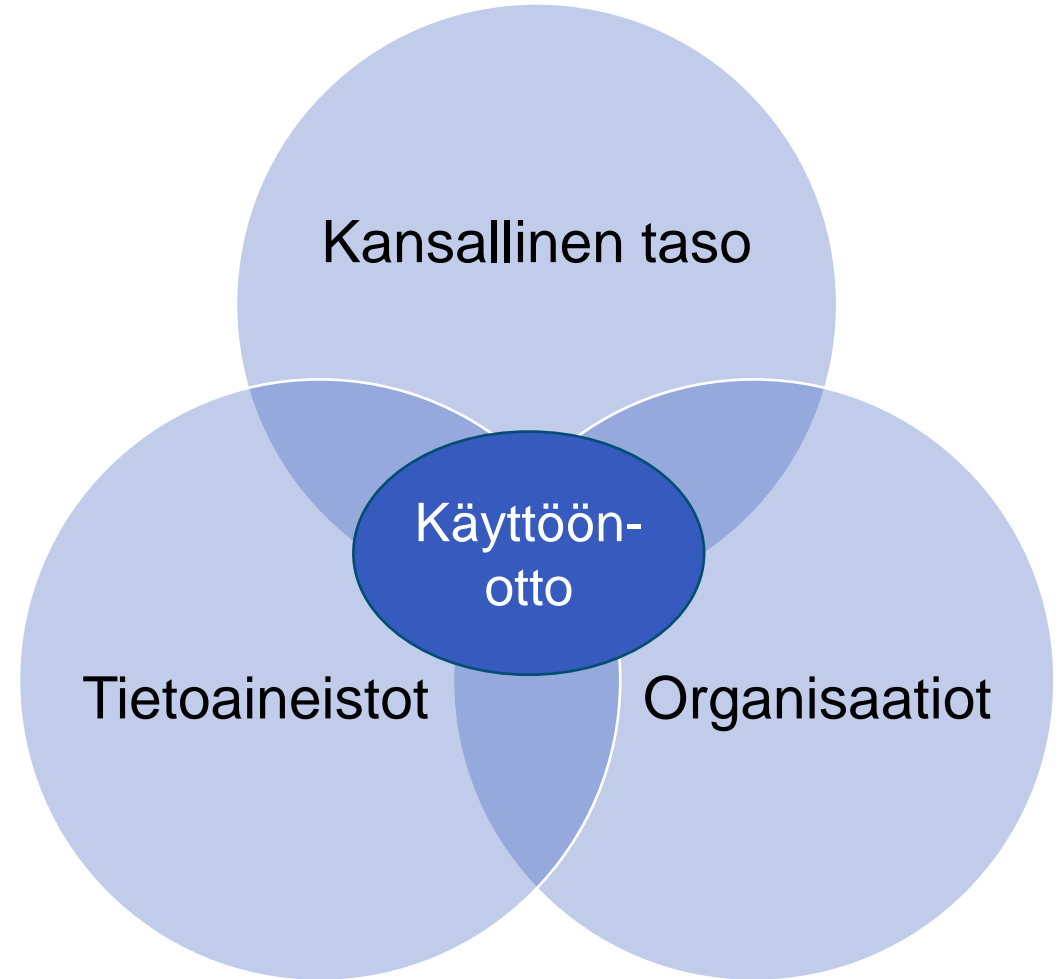 Kansallinen taso
Käyttöön-
otto
Tietoaineistot
Organisaatiot